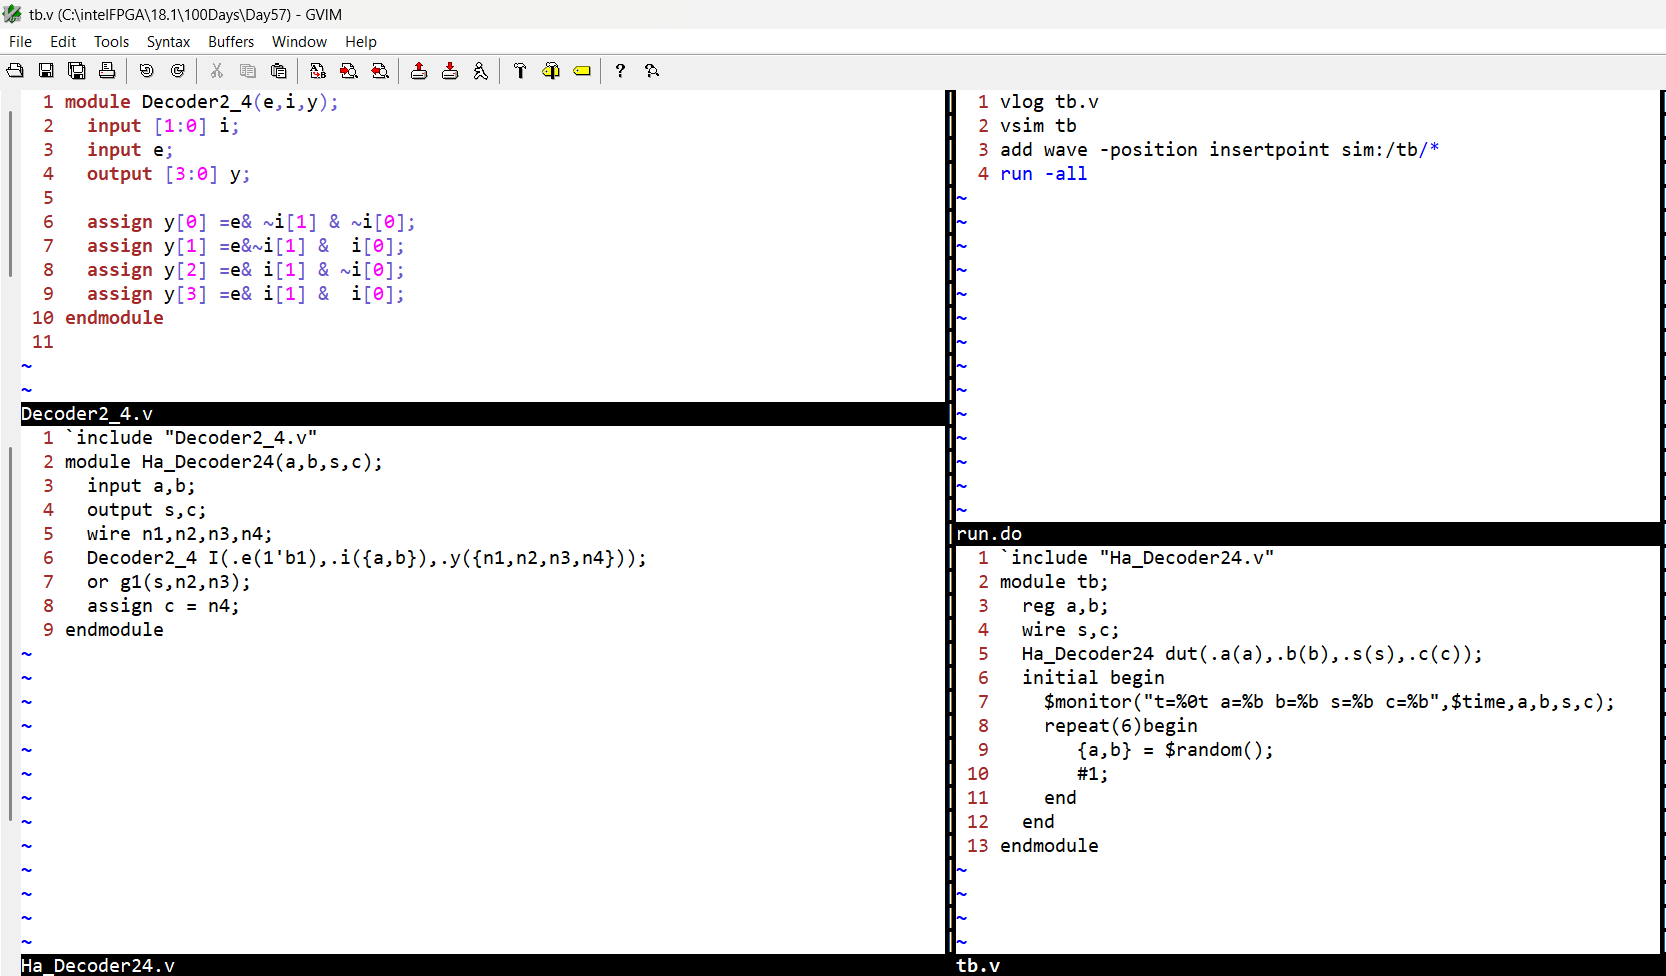 tb.v (C:\intelFPGA\18.1\100Days\Day57) - GVIM
File Edit Tools Syntax Buffers Window Help
1 module Decoder2_4(e,i,y);
2   input [1:0] i;
3   input e;
4   output [3:0] y;
5
6   assign y[0] =e& ~i[1] & ~i[0];
7   assign y[1] =e&~i[1] &  i[0];
8   assign y[2] =e& i[1] & ~i[0];
9   assign y[3] =e& i[1] &  i[0];
10 endmodule
11
~
~
Decoder2_4.v
1 `include "Decoder2_4.v"
2 module Ha_Decoder24(a,b,s,c);
3   input a,b;
4   output s,c;
5   wire n1,n2,n3,n4;
6   Decoder2_4 I(.e(1'b1),.i({a,b}),.y({n1,n2,n3,n4}));
7   or g1(s,n2,n3);
8   assign c = n4;
9 endmodule
~
~
~
~
~
~
~
~
~
~
~
~
~
Ha_Decoder24.v
1 vlog tb.v
2 vsim tb
3 add wave -position insertpoint sim:/tb/*
4 run -all
~
~
~
~
~
~
~
~
~
~
~
~
~
~
run.do
1 `include "Ha_Decoder24.v"
2 module tb;
3   reg a,b;
4   wire s,c;
5   Ha_Decoder24 dut(.a(a),.b(b),.s(s),.c(c));
6   initial begin
7     $monitor("t=%0t a=%b b=%b s=%b c=%b",$time,a,b,s,c);
8     repeat(6)begin
9        {a,b} = $random();
10        #1;
11     end
12   end
13 endmodule
~
~
~
~
tb.v